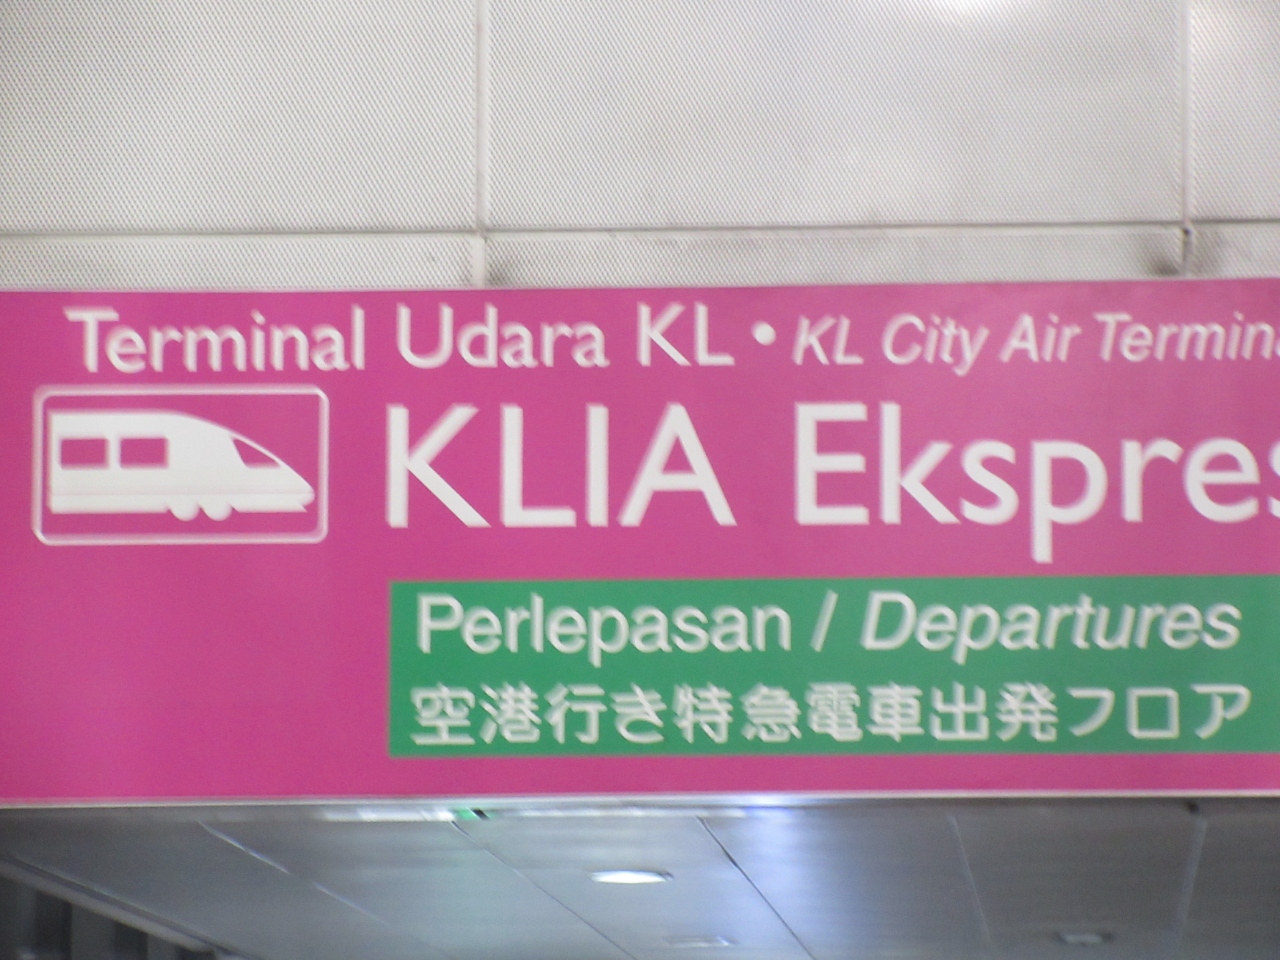 Terminal Udara KL • KL City Air Termina
KLIA Ekspres
Perlepasan / Departures
空港行き特急電車出発フロア